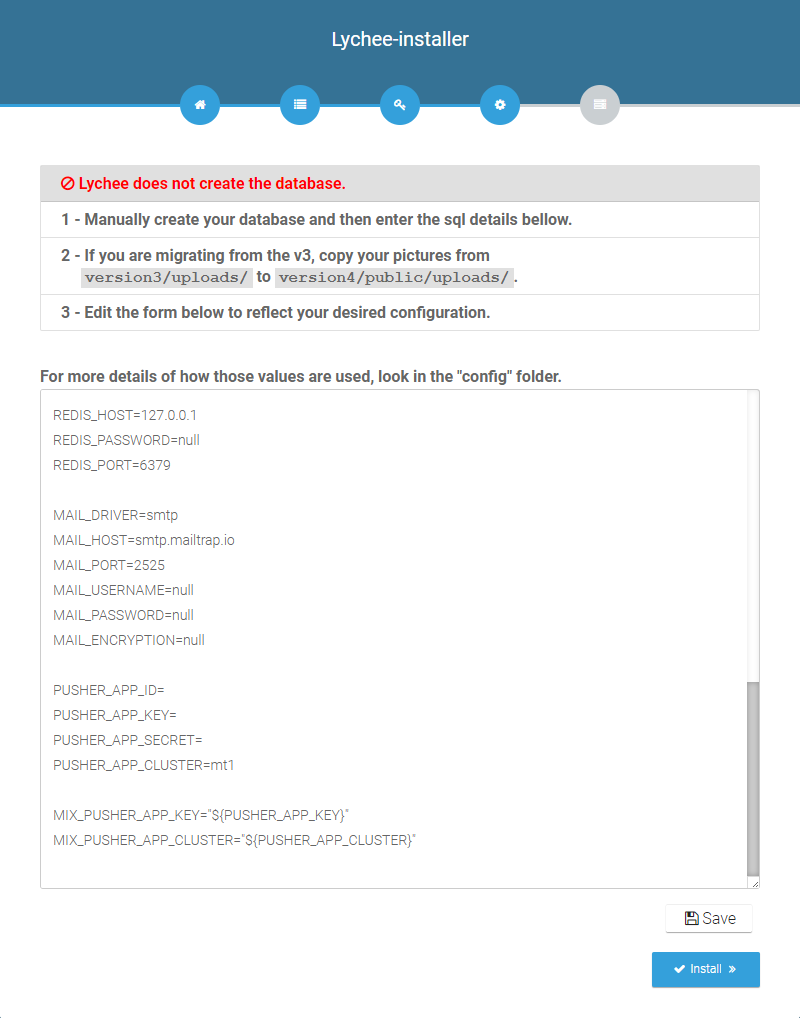 Lychee-installer
Lychee does not create the database.
1 - Manually create your database and then enter the sql details bellow.
2 - If you are migrating from the v3, copy your pictures from
version3/uploads/ to version4/public/uploads/.
3 - Edit the form below to reflect your desired configuration.
For more details of how those values are used, look in the "config" folder.
REDIS_HOST=127.0.0.1
REDIS_PASSWORD=null
REDIS_PORT=6379
MAIL_DRIVER=smtp
MAIL_HOST=smtp.mailtrap.io
MAIL_PORT=2525
MAIL_USERNAME=null
MAIL_PASSWORD=null
MAIL_ENCRYPTION=null
PUSHER_APP_ID=
PUSHER_APP_KEY=
PUSHER_APP_SECRET=
PUSHER_APP_CLUSTER=mt1
MIX_PUSHER_APP_KEY="${PUSHER_APP_KEY}"
MIX_PUSHER_APP_CLUSTER="${PUSHER_APP_CLUSTER}"
Save
Install »